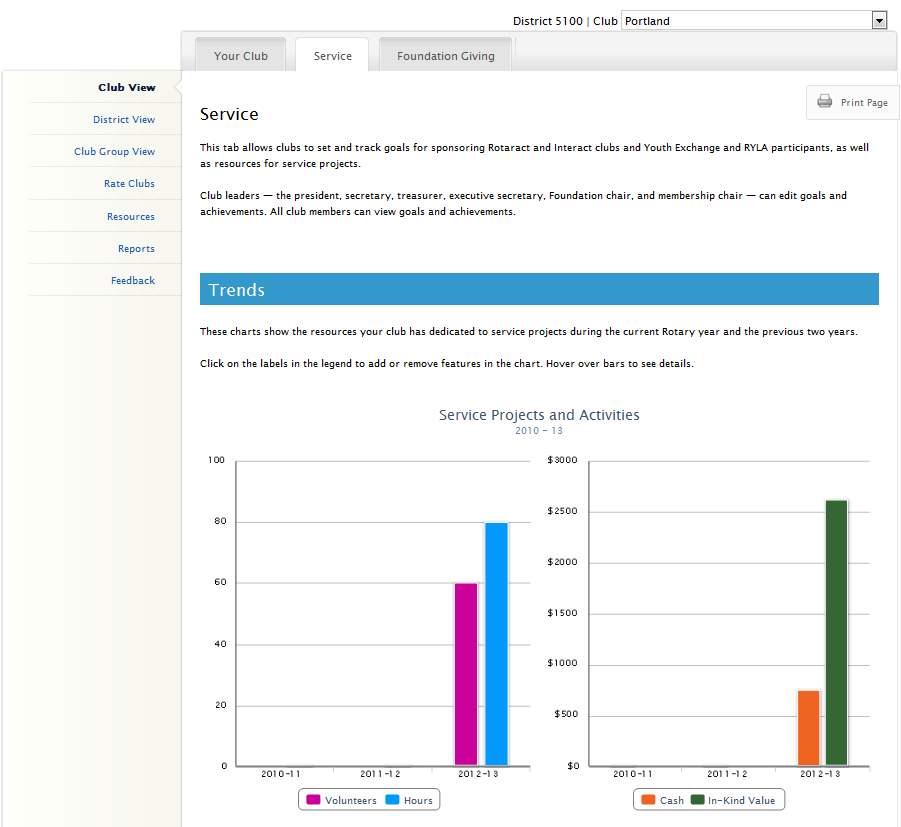 District 5100 | Club Portland
Your Club Service Foundation Giving
Club View
District View
Club Group View
Rate Clubs
Resources
Reports
Feedback
Print Page
Service
This tab allows clubs to set and track goals for sponsoring Rotaract and Interact clubs and Youth Exchange and RYLA participants, as well
as resources for service projects.
Club leaders — the president, secretary, treasurer, executive secretary, Foundation chair, and membership chair — can edit goals and
achievements. All club members can view goals and achievements.
Trends
These charts show the resources your club has dedicated to service projects during the current Rotary year and the previous two years.
Click on the labels in the legend to add or remove features in the chart. Hover over bars to see details.
Service Projects and Activities
2010 - 13
100
80
60
40
20
0
2010-11 2011-12 2012-13
Volunteers Hours
$3000
$2500
$2000
$1500
$1000
$500
$0
2010-11 2011-12 2012-13
Cash In-Kind Value